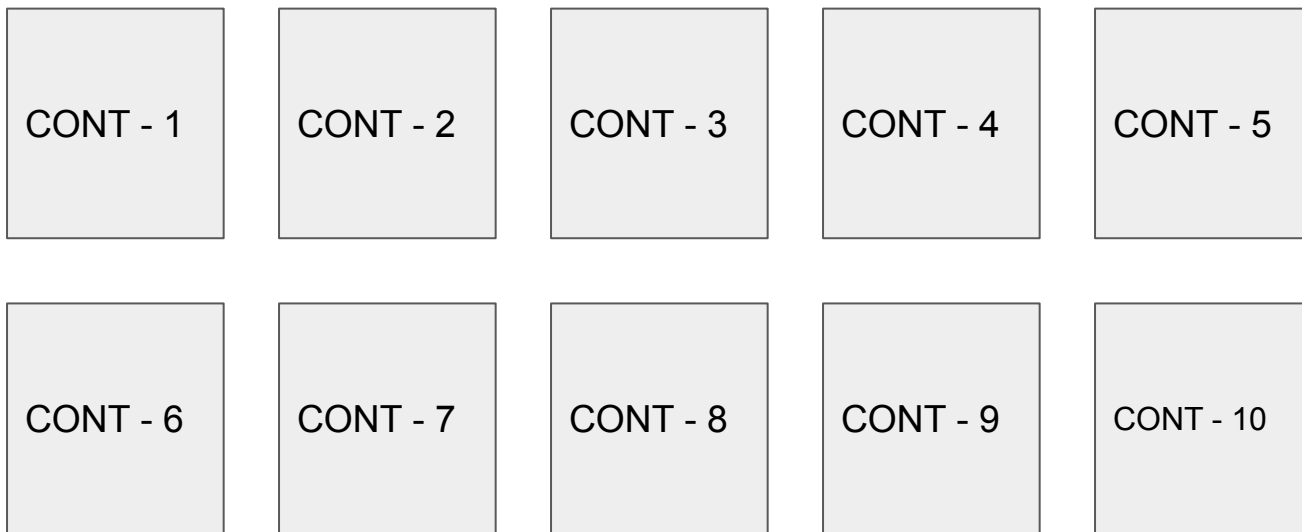 CONT - 1
CONT - 2
CONT - 3
CONT - 4
CONT - 5
CONT - 6
CONT - 7
CONT - 8
CONT - 9
CONT - 10